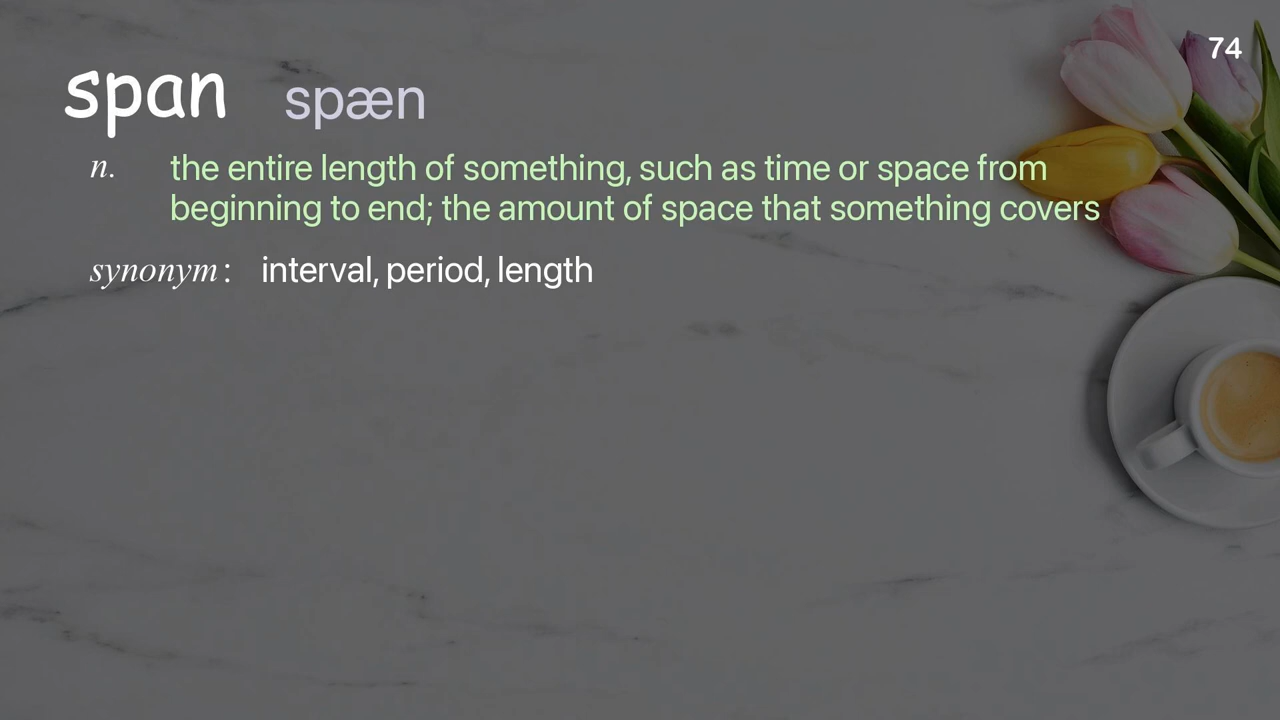 74
span spæn
n. the entire length of something, such as time or space from
beginning to end; the amount of space that something covers
synonym: interval, period, length